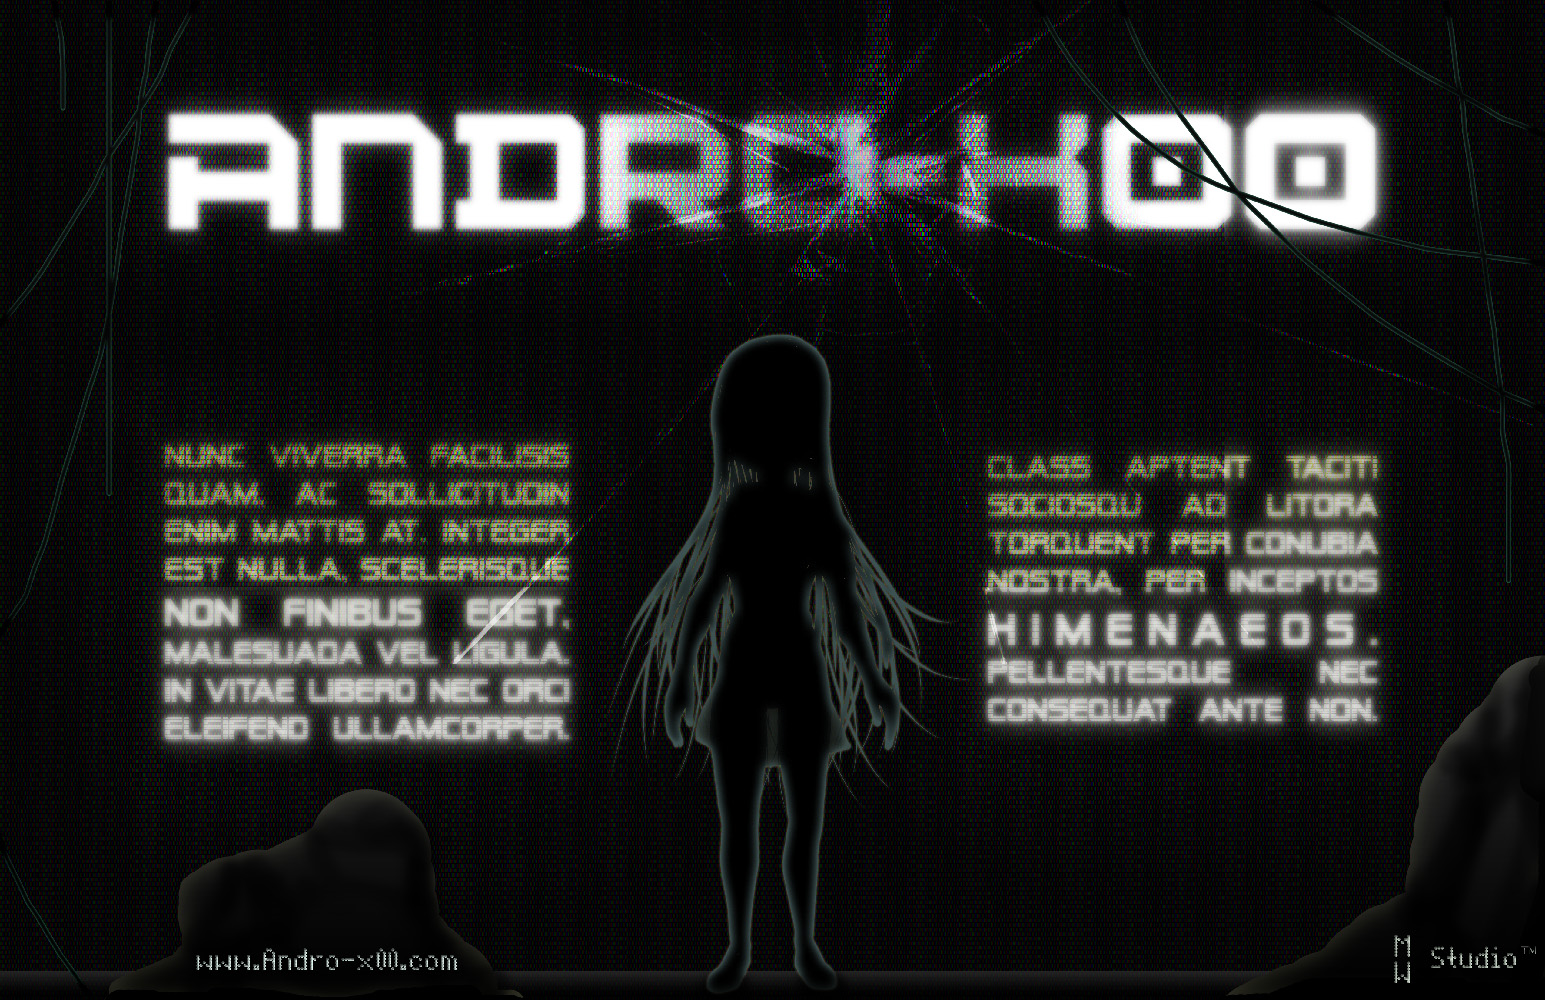 ANDRO-X00
NUNC VIVERRA FACILISIS
QUAM, AC SOLLICITUDIN
ENIM MATTIS AT. INTEGER
EST NULLA, SCELERISQUE
NON FINIBUS EGET,
MALESUADA VEL LIGULA.
IN VITAE LIBERO NEC ORCI
ELEIFEND ULLAMCORPER.
CLASS APTENT TACITI
SOCIOSQU AD LITORA
TORQUENT PER CONUBIA
NOSTRA, PER INCEPTOS
HIMENAEOS.
PELLENTESQUE NEC
CONSEQUAT ANTE NON.
www.Andro-x00.com
MW Studio™